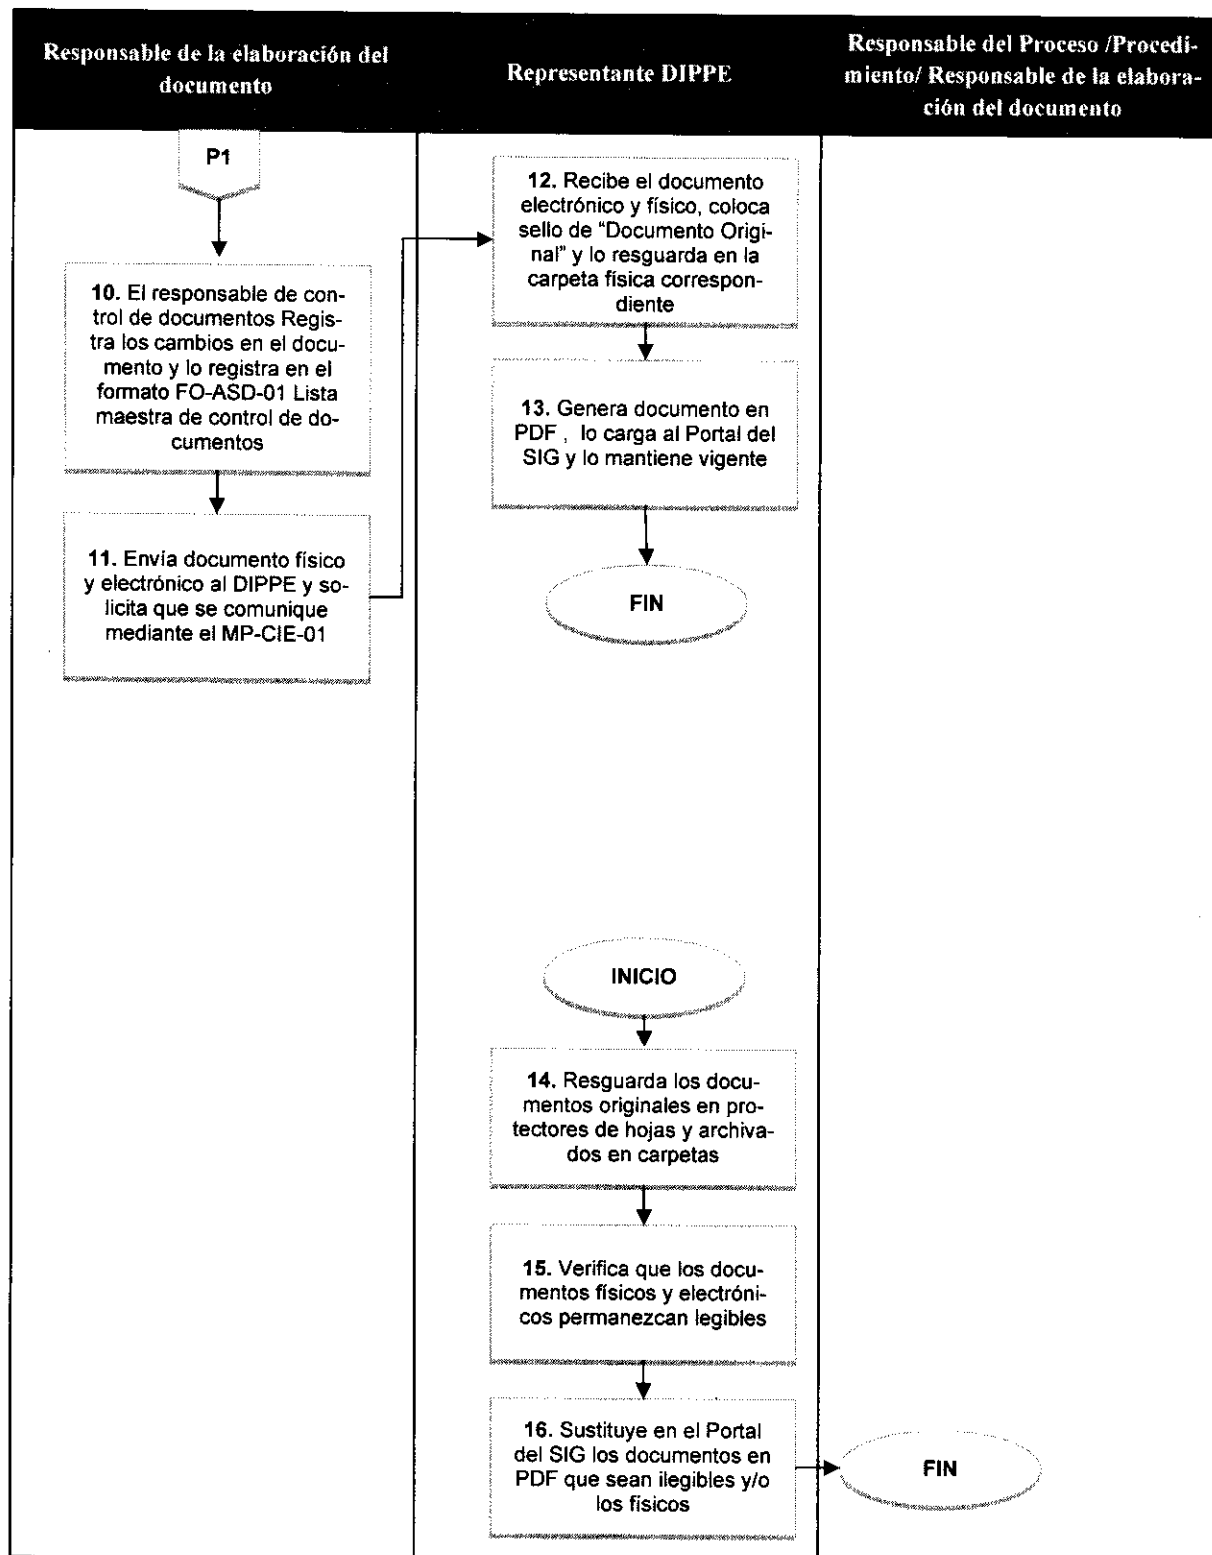 Responsable de la elaboración del
documento
Representante DIPPE
Responsable del Proceso /Procedi-
miento/ Responsable de la elabora-
ción del documento
P1
10. El responsable de con-
trol de documentos Regis-
tra los cambios en el docu-
mento y lo registra en el
formato FO-ASD-01 Lista
maestra de control de do-
cumentos
11. Envía documento físico
y electrónico al DIPPE y so-
licita que se comunique
mediante el MP-CIE-01
12. Recibe el documento
electrónico y físico, coloca
sello de “Documento Origi-
nal” y lo resguarda en la
carpeta física correspon-
diente
13. Genera documento en
PDF , lo carga al Portal del
SIG y lo mantiene vigente
FIN
INICIO
14. Resguarda los docu-
mentos originales en pro-
tectores de hojas y archiva-
dos en carpetas
15. Verifica que los docu-
mentos físicos y electróni-
cos permanezcan legibles
16. Sustituye en el Portal
del SIG los documentos en
PDF que sean ilegibles y/o
los físicos
FIN